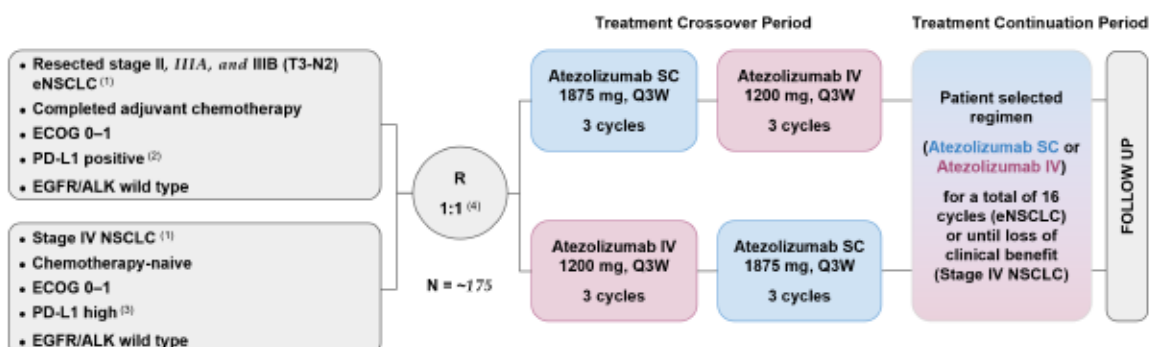 Treatment Crossover Period
Treatment Continuation Period
• Resected stage II, IIIA, and IIIB (T3-N2)
eNSCLC (1)
• Completed adjuvant chemotherapy
• ECOG 0–1
• PD-L1 positive (2)
• EGFR/ALK wild type
• Stage IV NSCLC (1)
• Chemotherapy-naive
• ECOG 0–1
• PD-L1 high (3)
• EGFR/ALK wild type
R
1:1 (4)
N = ~175
Atezolizumab SC
1875 mg, Q3W
3 cycles
Atezolizumab IV
1200 mg, Q3W
3 cycles
Atezolizumab IV
1200 mg, Q3W
3 cycles
Atezolizumab SC
1875 mg, Q3W
3 cycles
Patient selected
regimen
(Atezolizumab SC or
Atezolizumab IV)
for a total of 16
cycles (eNSCLC)
or until loss of
clinical benefit
(Stage IV NSCLC)
FOLLOW UP